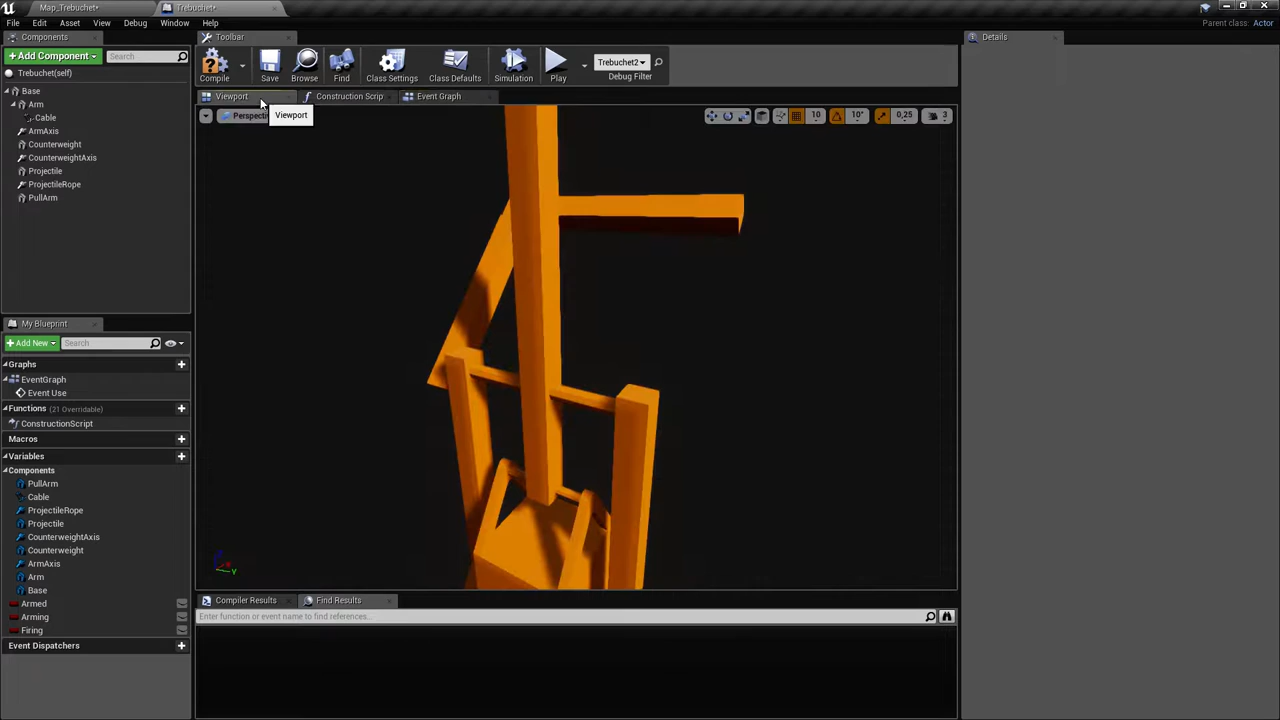 Map_Trebuchet*
Trebuchet*
File Edit Asset View Debug Window Help
Parent class: Actor
Components
+Add Component
Search
Trebuchet(self)
Base
Arm
Cable
ArmAxis
Counterweight
CounterweightAxis
Projectile
ProjectileRope
PullArm
My Blueprint
+Add New
Search
Graphs
EventGraph
Event Use
Functions (21 Overridable)
ConstructionScript
Macros
Variables
Components
PullArm
Cable
ProjectileRope
Projectile
CounterweightAxis
Counterweight
ArmAxis
Arm
Base
Armed
Arming
Firing
Event Dispatchers
Toolbar
Compile
Save
Browse
Find
Class Settings
Class Defaults
Simulation
Play
Trebuchet2
Debug Filter
Viewport
Construction Scrip
Event Graph
Viewport
10
10°
0,25
3
Y
Compiler Results
Find Results
Enter function or event name to find references...
Details